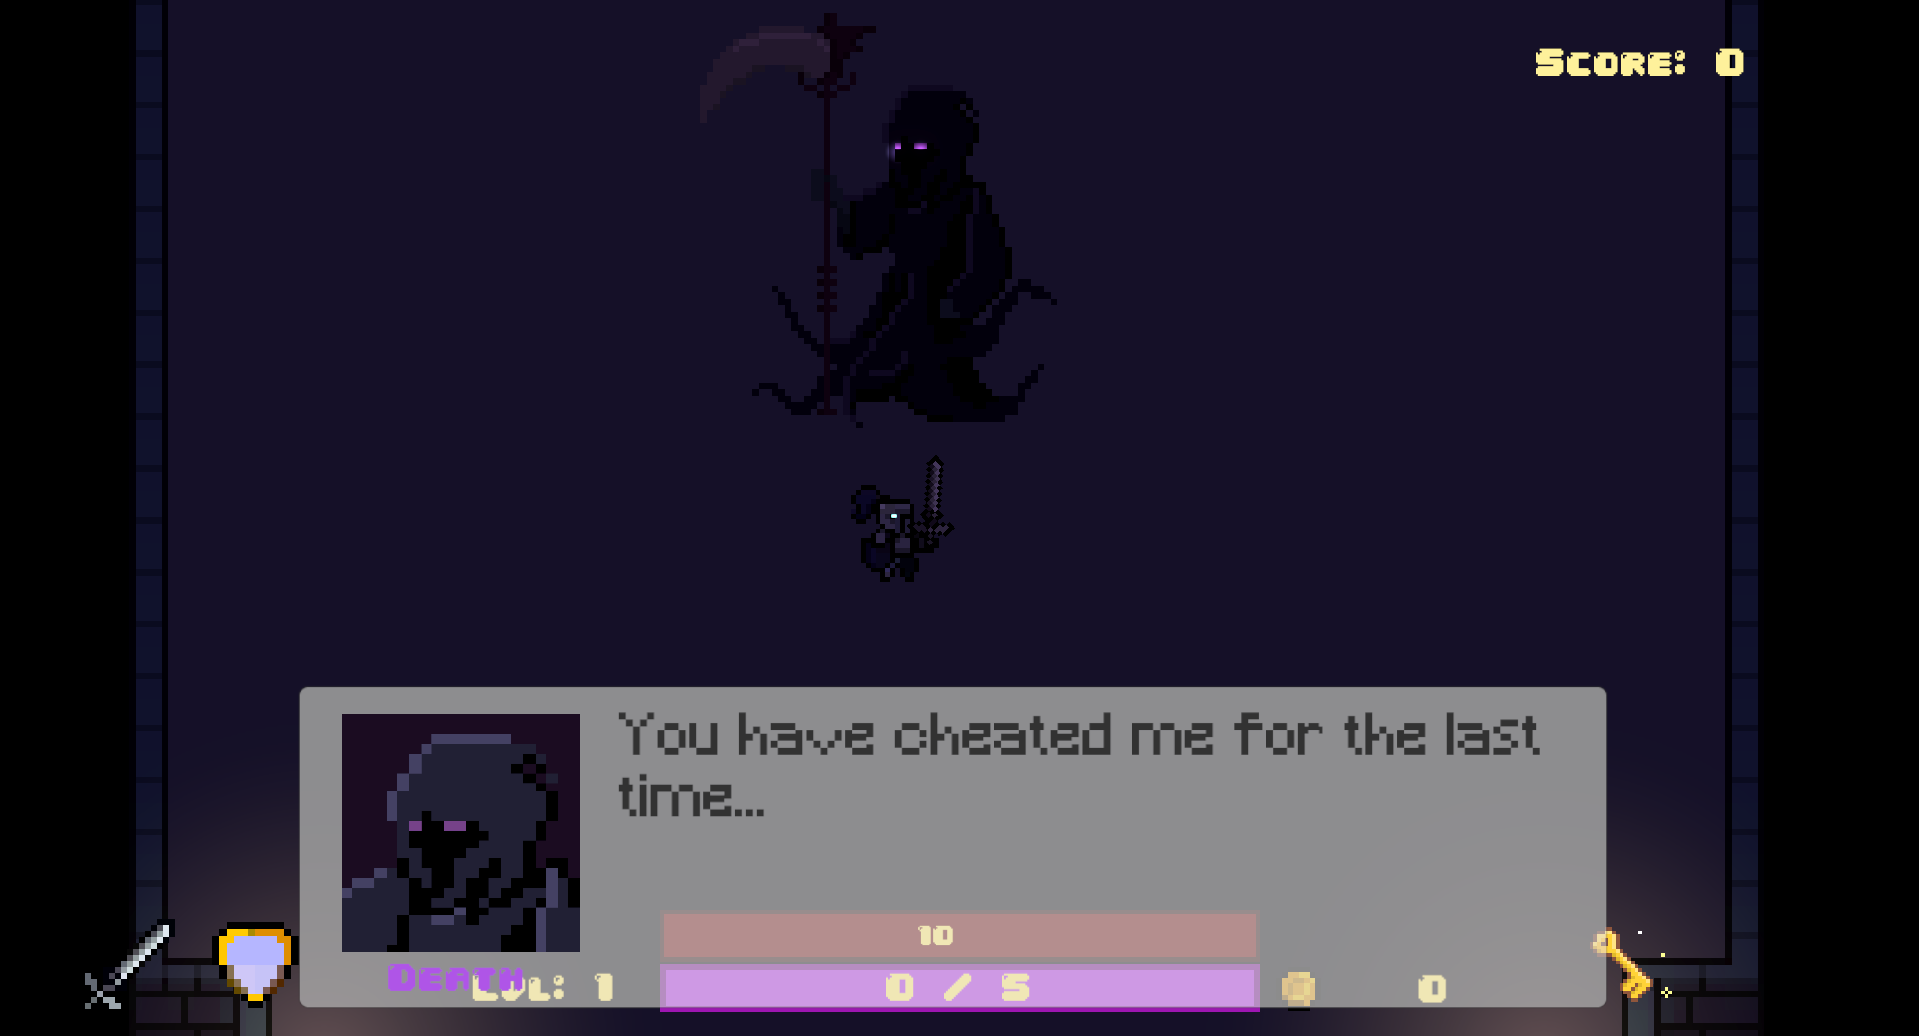 Score: 0
You have cheated me for the last
time...
10
Death
Lvl: 1
0 / 5
0